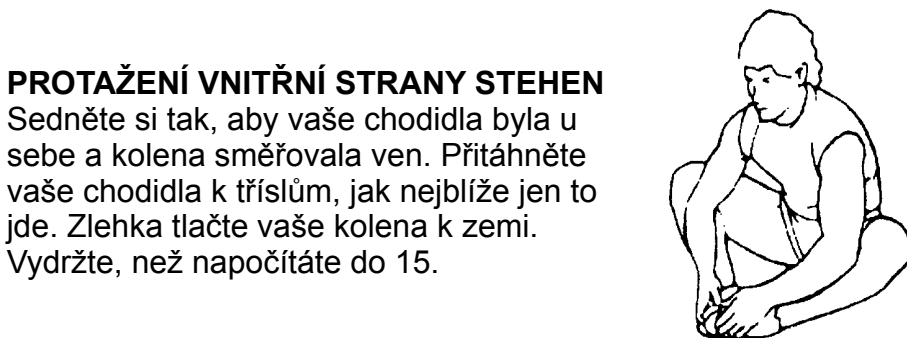 PROTAŽENÍ VNITŘNÍ STRANY STEHEN
Sedněte si tak, aby vaše chodidla byla u
sebe a kolena směřovala ven. Přitáhněte
vaše chodidla k tříslům, jak nejblíže jen to
jde. Zlehka tlačte vaše kolena k zemi.
Vydržte, než napočítáte do 15.